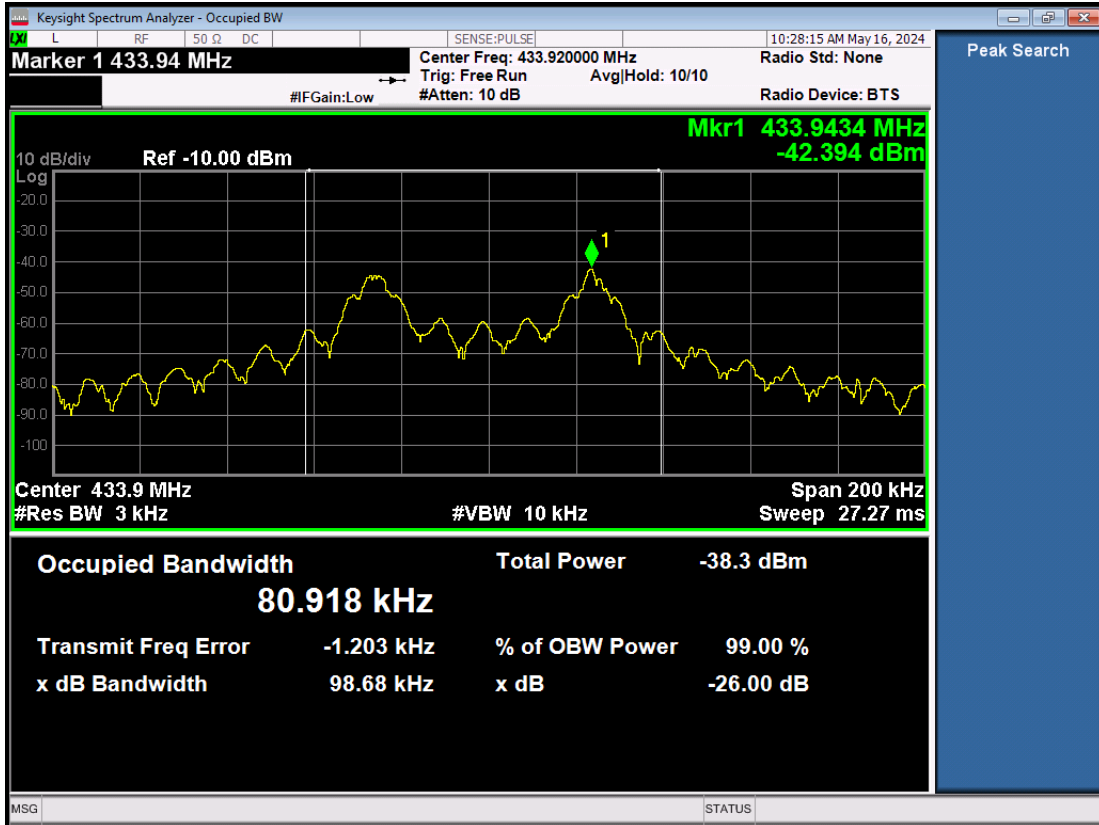 Keysight Spectrum Analyzer - Occupied BW
LXI L RF 50 Ω DC SENSE:PULSE 10:28:15 AM May 16, 2024
Marker 1 433.94 MHz Center Freq: 433.920000 MHz Radio Std: None Peak Search
Trig: Free Run Avg|Hold: 10/10
#IFGain:Low #Atten: 10 dB Radio Device: BTS
Mkr1 433.9434 MHz
10 dB/div Ref -10.00 dBm -42.394 dBm
Log
-20.0
-30.0
1
-40.0
-50.0
-60.0
-70.0
-80.0
-90.0
-100
Center 433.9 MHz Span 200 kHz
#Res BW 3 kHz #VBW 10 kHz Sweep 27.27 ms
Occupied Bandwidth Total Power -38.3 dBm
80.918 kHz
Transmit Freq Error -1.203 kHz % of OBW Power 99.00 %
x dB Bandwidth 98.68 kHz x dB -26.00 dB
MSG STATUS